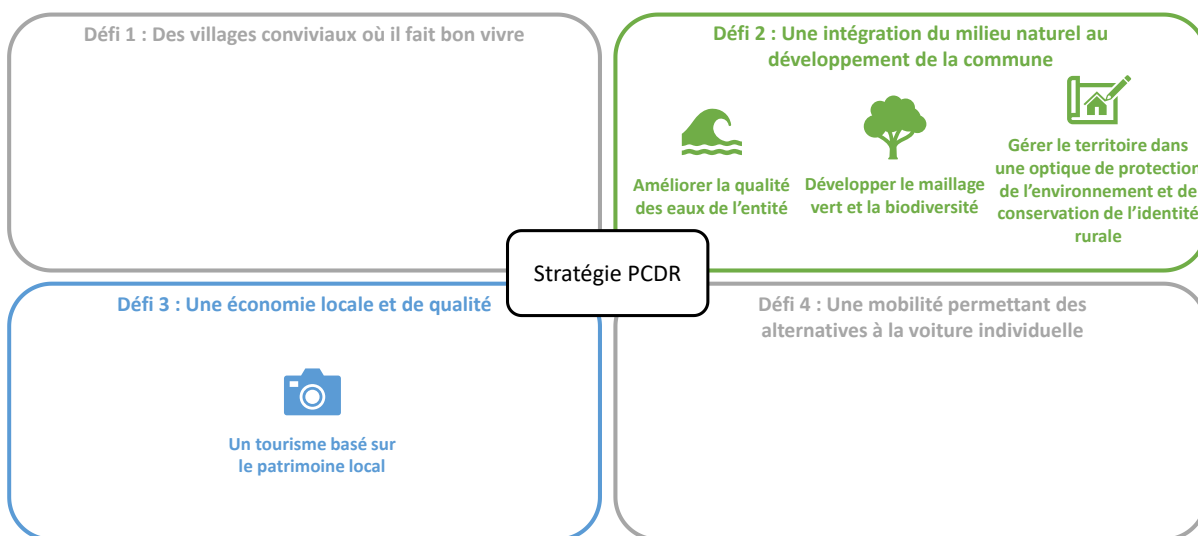 Défi 1 : Des villages conviviaux où il fait bon vivre
Défi 2 : Une intégration du milieu naturel au
développement de la commune
Améliorer la qualité
des eaux de l'entité
Développer le maillage
vert et la biodiversité
Gérer le territoire dans
une optique de protection
de l'environnement et de
conservation de l'identité
rurale
Stratégie PCDR
Défi 3 : Une économie locale et de qualité
Un tourisme basé sur
le patrimoine local
Défi 4 : Une mobilité permettant des
alternatives à la voiture individuelle